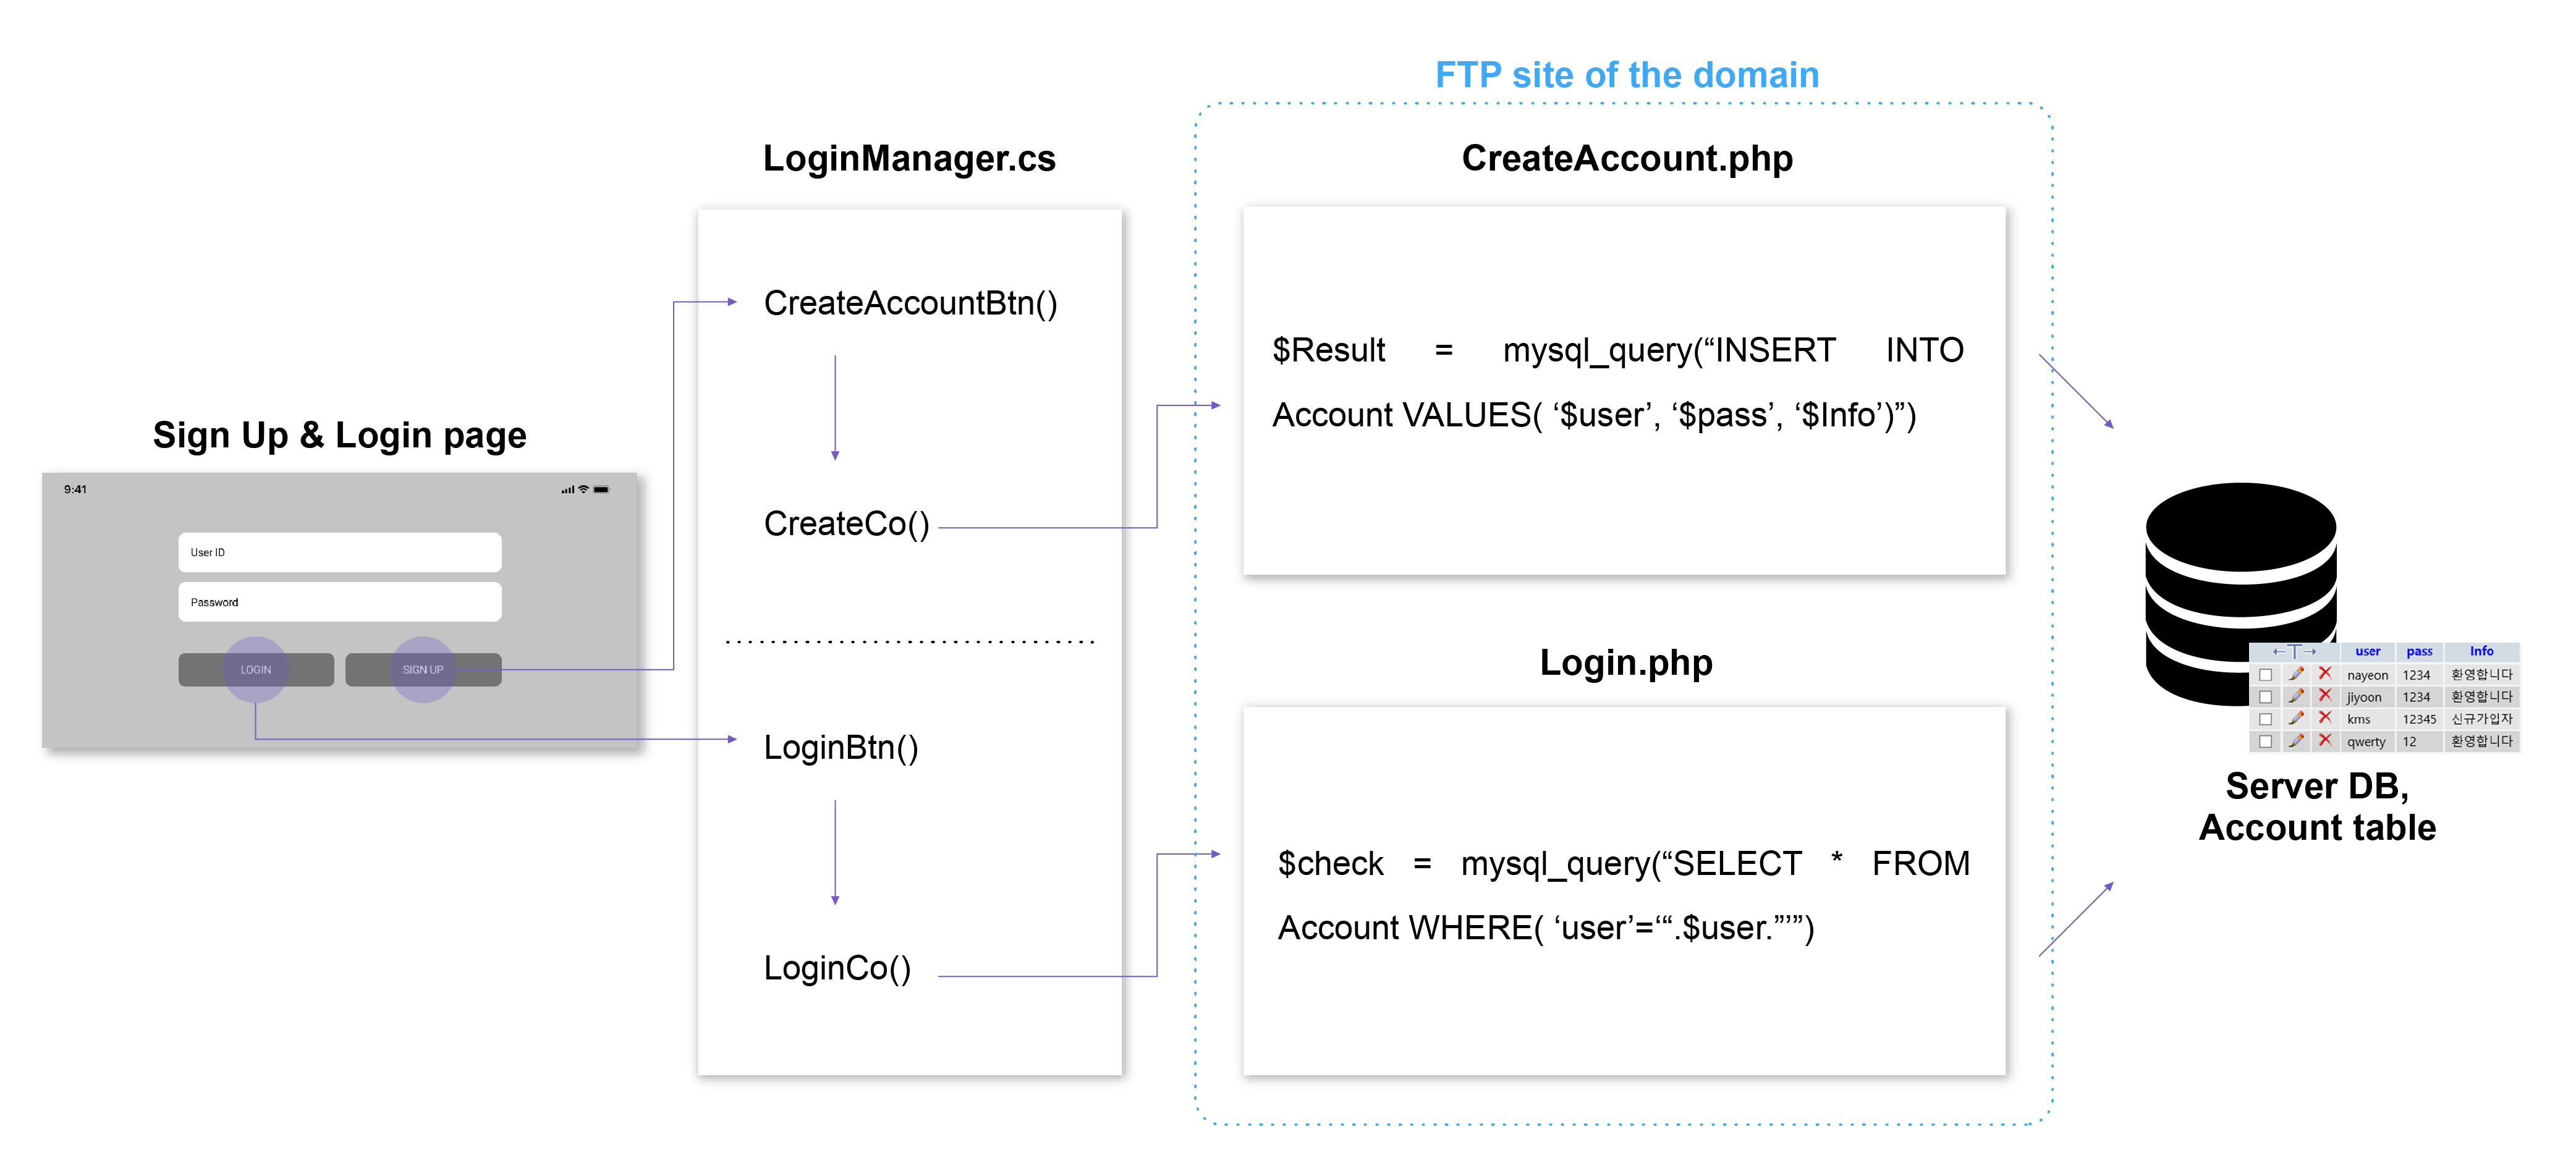 FTP site of the domain
LoginManager.cs
CreateAccount.php
CreateAccountBtn()
CreateCo()
$Result = mysql_query(“INSERT INTO
Account VALUES( ‘$user’, ‘$pass’, ‘$Info’)”)
Sign Up & Login page
9:41
User ID
Password
LOGIN
SIGN UP
LoginBtn()
LoginCo()
Login.php
$check = mysql_query(“SELECT * FROM
Account WHERE( ‘user’=‘“.$user.”’”)
←T→ user pass Info
nayeon 1234 환영합니다
jiyoon 1234 환영합니다
kms 12345 신규가입자
qwerty 12 환영합니다
Server DB,
Account table